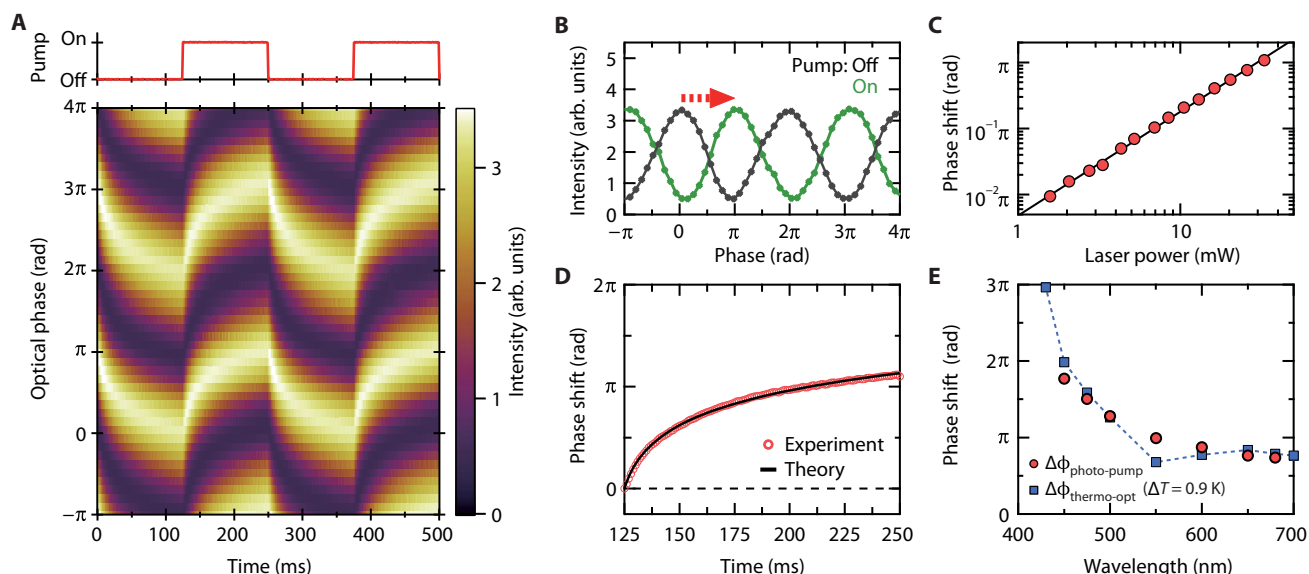 A
Pump
On
Off
Optical phase (rad)
4π
3π
2π
π
0
−π
0 100 200 300 400 500
Time (ms)
3
2
1
0
Intensity (arb. units)
B
Intensity (arb. units)
5
4
3
2
1
0
Pump: Off
On
−π 0 π 2π 3π 4π
Phase (rad)
C
Phase shift (rad)
π
10⁻¹π
10⁻²π
1 10
Laser power (mW)
D
Phase shift (rad)
2π
π
0
Experiment
Theory
125 150 175 200 225 250
Time (ms)
E
Phase shift (rad)
3π
2π
π
0π
Δϕphoto-pump
Δϕthermo-opt (ΔT = 0.9 K)
400 500 600 700
Wavelength (nm)